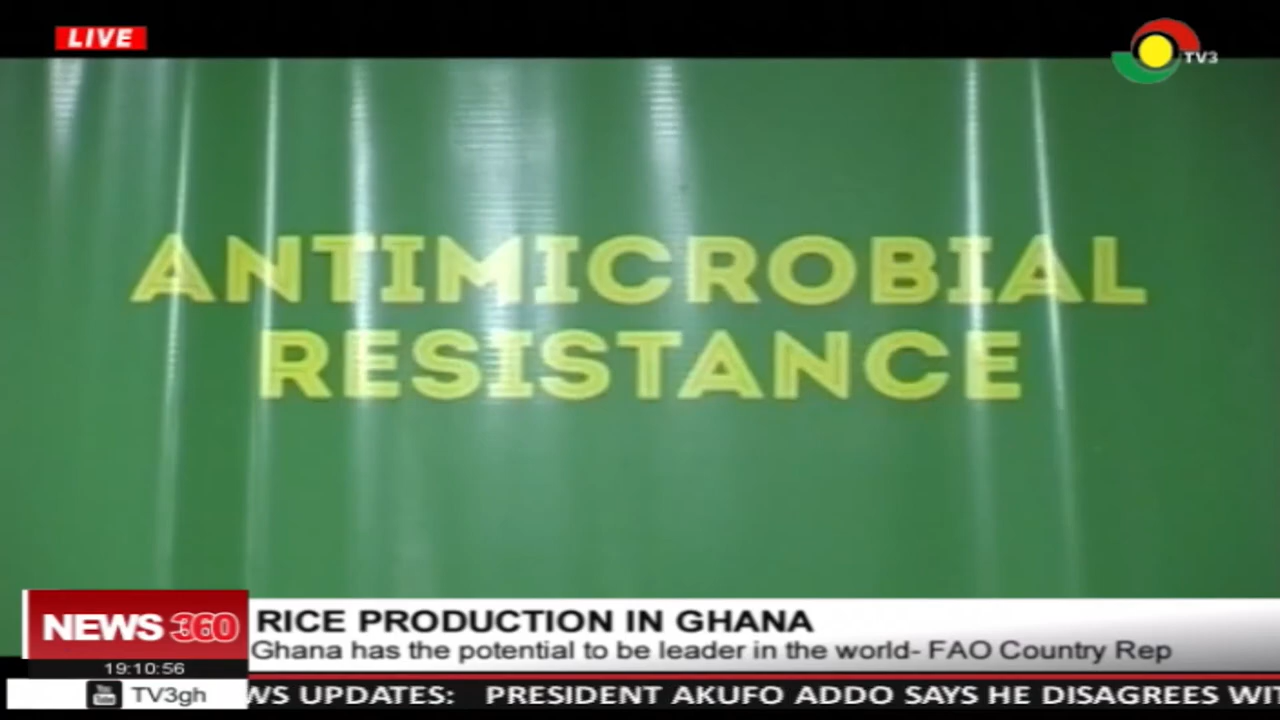 LIVE
TV3
ANTIMICROBIAL
RESISTANCE
NEWS 360
RICE PRODUCTION IN GHANA
Ghana has the potential to be leader in the world- FAO Country Rep
19:10:56
TV3gh
WS UPDATES: PRESIDENT AKUFO ADDO SAYS HE DISAGREES WIT